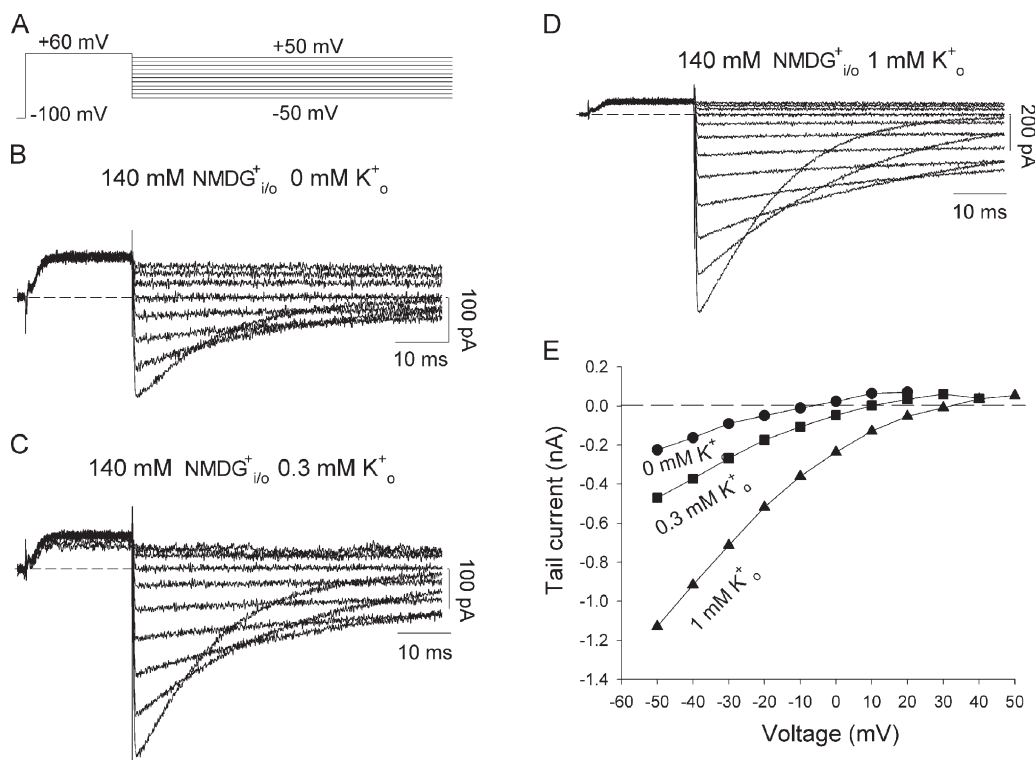 A
+60 mV
+50 mV
-100 mV
-50 mV
B
140 mM NMDG⁺i/o 0 mM K⁺o
100 pA
10 ms
C
140 mM NMDG⁺i/o 0.3 mM K⁺o
100 pA
10 ms
D
140 mM NMDG⁺i/o 1 mM K⁺o
200 pA
10 ms
E
0.2
0.0
-0.2
-0.4
-0.6
-0.8
-1.0
-1.2
-1.4
Tail current (nA)
0 mM K⁺o
0.3 mM K⁺o
1 mM K⁺o
-60 -50 -40 -30 -20 -10 0 10 20 30 40 50
Voltage (mV)